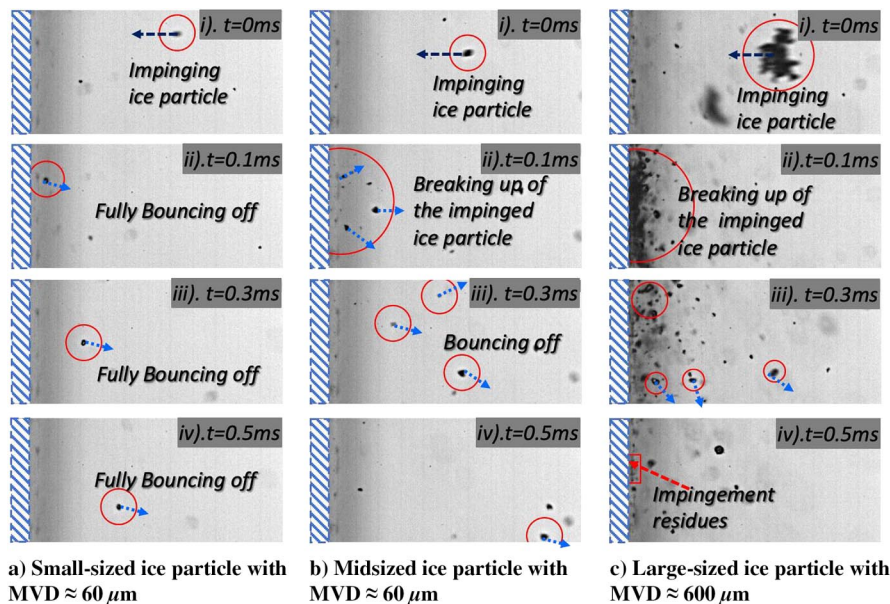 i). t=0ms
Impinging
ice particle
ii).t=0.1ms
Fully Bouncing off
iii). t=0.3ms
Fully Bouncing off
iv).t=0.5ms
Fully Bouncing off
a) Small-sized ice particle with
MVD ≈ 60 µm
i). t=0ms
Impinging
ice particle
ii).t=0.1ms
Breaking up of
the impinged
ice particle
iii). t=0.3ms
Bouncing off
iv).t=0.5ms
b) Midsized ice particle with
MVD ≈ 60 µm
i). t=0ms
Impinging
ice particle
ii).t=0.1ms
Breaking up of
the impinged
ice particle
iii). t=0.3ms
iv).t=0.5ms
Impingement
residues
c) Large-sized ice particle with
MVD ≈ 600 µm